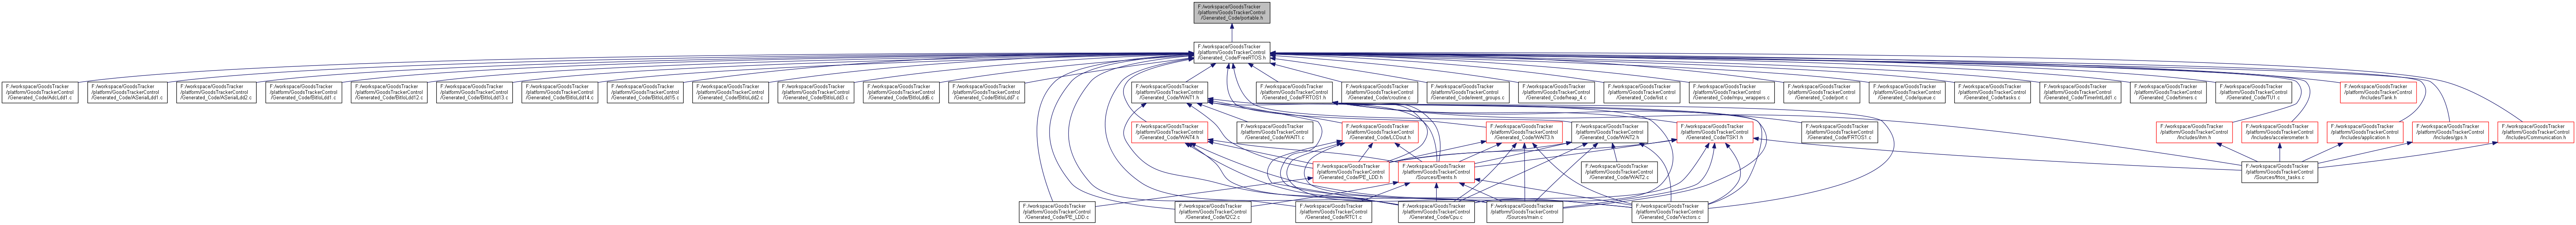 F:/workspace/GoodsTracker
/platform/GoodsTrackerControl
/Generated_Code/portable.h
F:/workspace/GoodsTracker
/platform/GoodsTrackerControl
/Generated_Code/FreeRTOS.h
F:/workspace/GoodsTracker
/platform/GoodsTrackerControl
/Generated_Code/AdcLdd1.c
F:/workspace/GoodsTracker
/platform/GoodsTrackerControl
/Generated_Code/ASerialLdd1.c
F:/workspace/GoodsTracker
/platform/GoodsTrackerControl
/Generated_Code/ASerialLdd2.c
F:/workspace/GoodsTracker
/platform/GoodsTrackerControl
/Generated_Code/BitIoLdd1.c
F:/workspace/GoodsTracker
/platform/GoodsTrackerControl
/Generated_Code/BitIoLdd12.c
F:/workspace/GoodsTracker
/platform/GoodsTrackerControl
/Generated_Code/BitIoLdd13.c
F:/workspace/GoodsTracker
/platform/GoodsTrackerControl
/Generated_Code/BitIoLdd14.c
F:/workspace/GoodsTracker
/platform/GoodsTrackerControl
/Generated_Code/BitIoLdd15.c
F:/workspace/GoodsTracker
/platform/GoodsTrackerControl
/Generated_Code/BitIoLdd2.c
F:/workspace/GoodsTracker
/platform/GoodsTrackerControl
/Generated_Code/BitIoLdd3.c
F:/workspace/GoodsTracker
/platform/GoodsTrackerControl
/Generated_Code/BitIoLdd6.c
F:/workspace/GoodsTracker
/platform/GoodsTrackerControl
/Generated_Code/BitIoLdd7.c
F:/workspace/GoodsTracker
/platform/GoodsTrackerControl
/Generated_Code/WAIT1.h
F:/workspace/GoodsTracker
/platform/GoodsTrackerControl
/Generated_Code/FRTOS1.h
F:/workspace/GoodsTracker
/platform/GoodsTrackerControl
/Generated_Code/croutine.c
F:/workspace/GoodsTracker
/platform/GoodsTrackerControl
/Generated_Code/event_groups.c
F:/workspace/GoodsTracker
/platform/GoodsTrackerControl
/Generated_Code/heap_4.c
F:/workspace/GoodsTracker
/platform/GoodsTrackerControl
/Generated_Code/list.c
F:/workspace/GoodsTracker
/platform/GoodsTrackerControl
/Generated_Code/mpu_wrappers.c
F:/workspace/GoodsTracker
/platform/GoodsTrackerControl
/Generated_Code/port.c
F:/workspace/GoodsTracker
/platform/GoodsTrackerControl
/Generated_Code/queue.c
F:/workspace/GoodsTracker
/platform/GoodsTrackerControl
/Generated_Code/tasks.c
F:/workspace/GoodsTracker
/platform/GoodsTrackerControl
/Generated_Code/TimerIntLdd1.c
F:/workspace/GoodsTracker
/platform/GoodsTrackerControl
/Generated_Code/timers.c
F:/workspace/GoodsTracker
/platform/GoodsTrackerControl
/Generated_Code/TU1.c
F:/workspace/GoodsTracker
/platform/GoodsTrackerControl
/Includes/Tank.h
F:/workspace/GoodsTracker
/platform/GoodsTrackerControl
/Generated_Code/WAIT4.h
F:/workspace/GoodsTracker
/platform/GoodsTrackerControl
/Generated_Code/WAIT1.c
F:/workspace/GoodsTracker
/platform/GoodsTrackerControl
/Generated_Code/LCDout.h
F:/workspace/GoodsTracker
/platform/GoodsTrackerControl
/Generated_Code/WAIT3.h
F:/workspace/GoodsTracker
/platform/GoodsTrackerControl
/Generated_Code/WAIT2.h
F:/workspace/GoodsTracker
/platform/GoodsTrackerControl
/Generated_Code/TSK1.h
F:/workspace/GoodsTracker
/platform/GoodsTrackerControl
/Generated_Code/FRTOS1.c
F:/workspace/GoodsTracker
/platform/GoodsTrackerControl
/Includes/ihm.h
F:/workspace/GoodsTracker
/platform/GoodsTrackerControl
/Includes/accelerometer.h
F:/workspace/GoodsTracker
/platform/GoodsTrackerControl
/Includes/application.h
F:/workspace/GoodsTracker
/platform/GoodsTrackerControl
/Includes/gps.h
F:/workspace/GoodsTracker
/platform/GoodsTrackerControl
/Includes/Communication.h
F:/workspace/GoodsTracker
/platform/GoodsTrackerControl
/Generated_Code/PE_LDD.h
F:/workspace/GoodsTracker
/platform/GoodsTrackerControl
/Sources/Events.h
F:/workspace/GoodsTracker
/platform/GoodsTrackerControl
/Generated_Code/WAIT2.c
F:/workspace/GoodsTracker
/platform/GoodsTrackerControl
/Sources/rtos_tasks.c
F:/workspace/GoodsTracker
/platform/GoodsTrackerControl
/Generated_Code/PE_LDD.c
F:/workspace/GoodsTracker
/platform/GoodsTrackerControl
/Generated_Code/I2C2.c
F:/workspace/GoodsTracker
/platform/GoodsTrackerControl
/Generated_Code/RTC1.c
F:/workspace/GoodsTracker
/platform/GoodsTrackerControl
/Generated_Code/Cpu.c
F:/workspace/GoodsTracker
/platform/GoodsTrackerControl
/Sources/main.c
F:/workspace/GoodsTracker
/platform/GoodsTrackerControl
/Generated_Code/Vectors.c